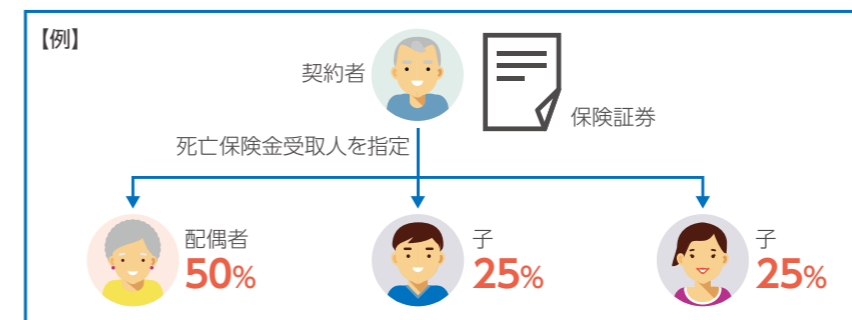 【例】
契約者
保険証券
死亡保険金受取人を指定
配偶者
50%
子
25%
子
25%